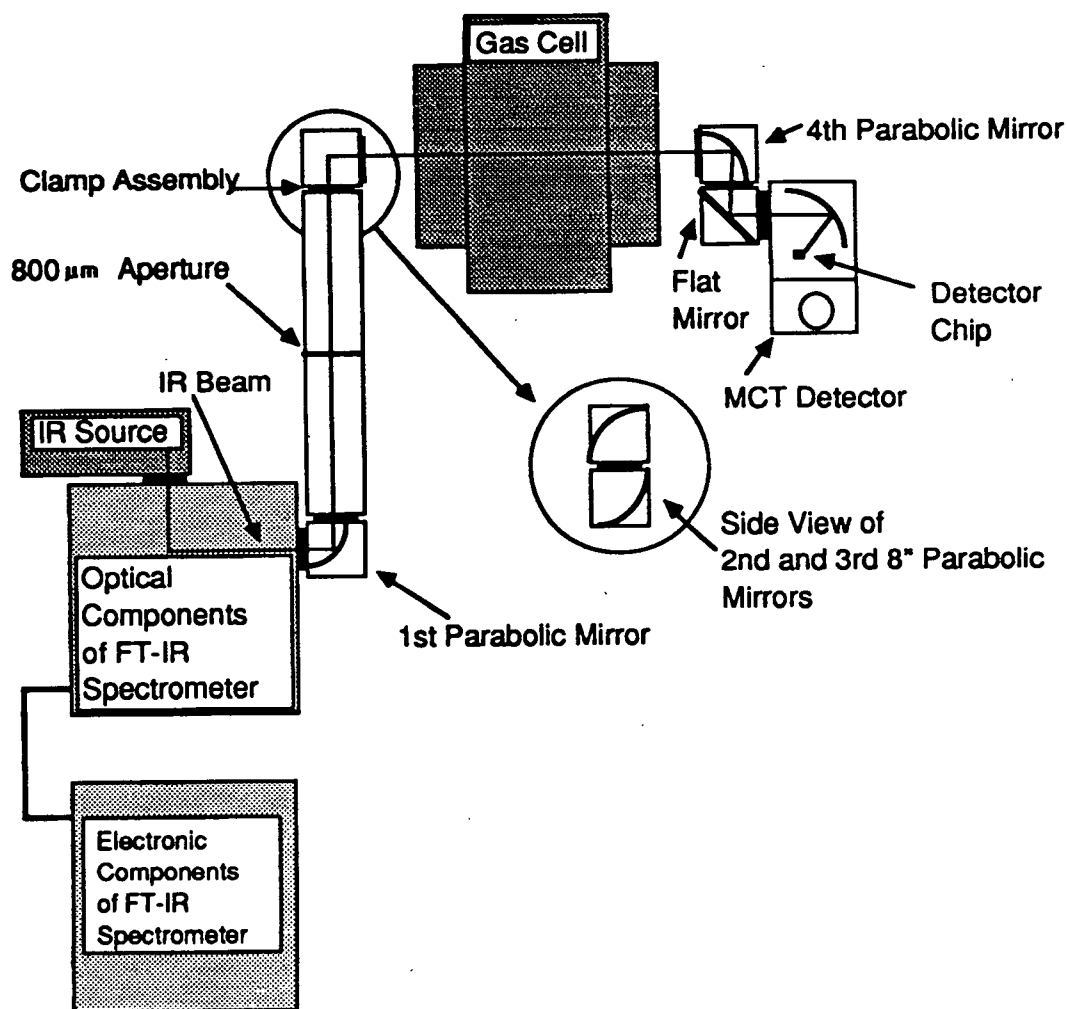 Gas Cell
4th Parabolic Mirror
Clamp Assembly
800 μm Aperture
Flat
Mirror
Detector
Chip
IR Beam
MCT Detector
IR Source
Side View of
2nd and 3rd 8" Parabolic
Mirrors
Optical
Components
of FT-IR
Spectrometer
1st Parabolic Mirror
Electronic
Components
of FT-IR
Spectrometer